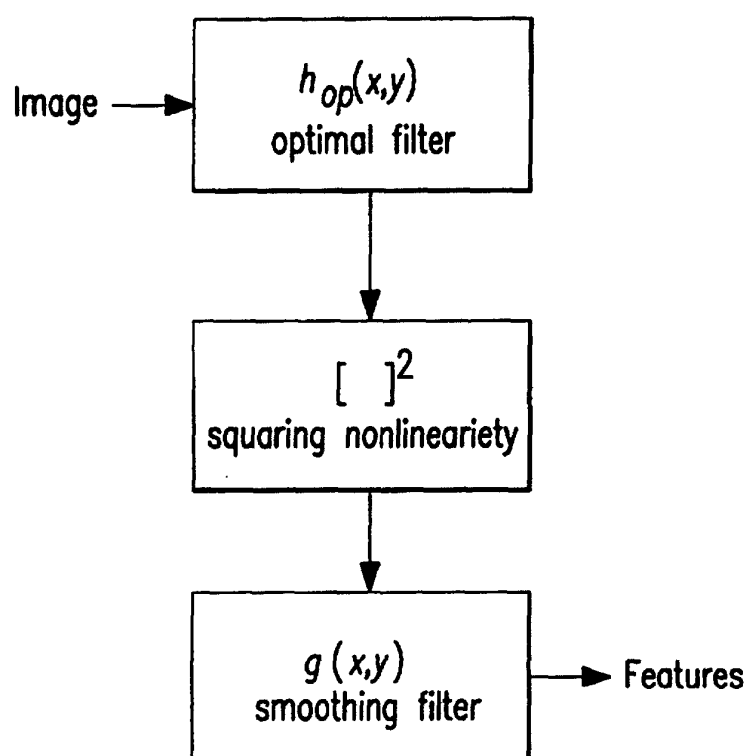 h_op(x,y)
Image
optimal filter
[ ]²
squaring nonlineariety
g (x,y)
Features
smoothing filter